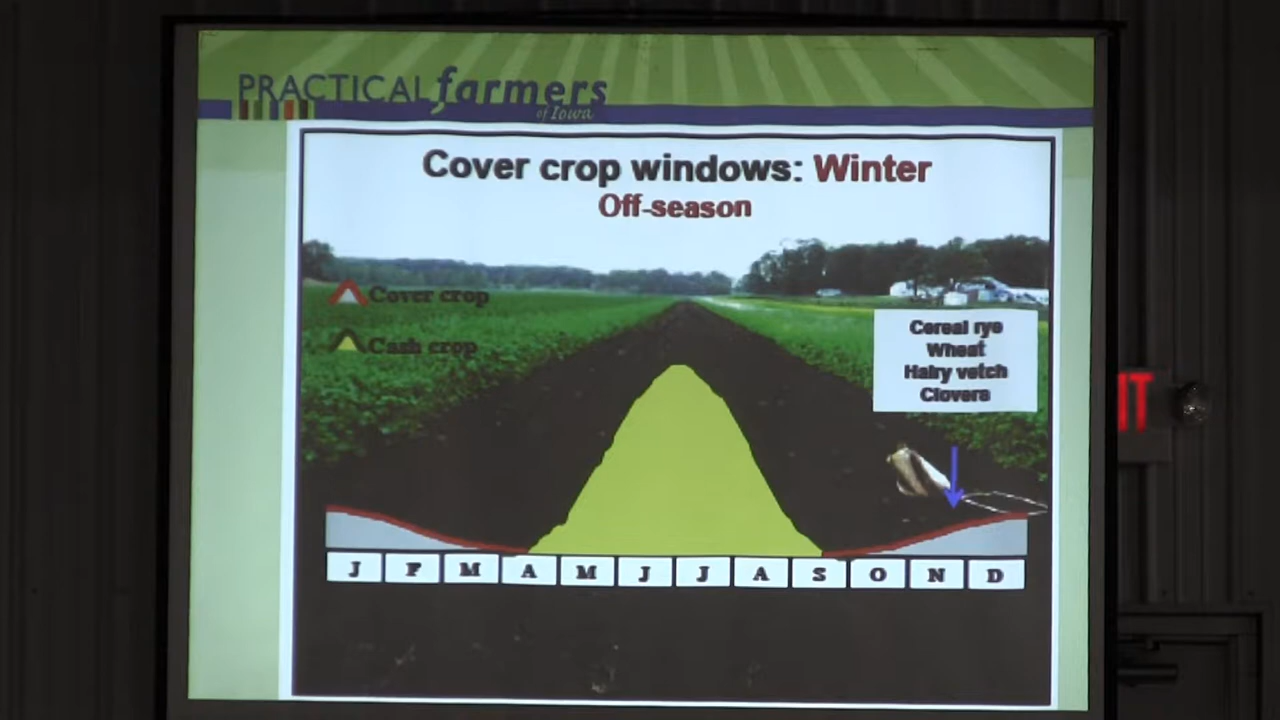 PRACTICAL farmers
of Iowa
Cover crop windows: Winter
Off-season
Cover crop
Cash crop
Cereal rye
Wheat
Hairy vetch
Clovers
IT
J F M A M J J A S O N D